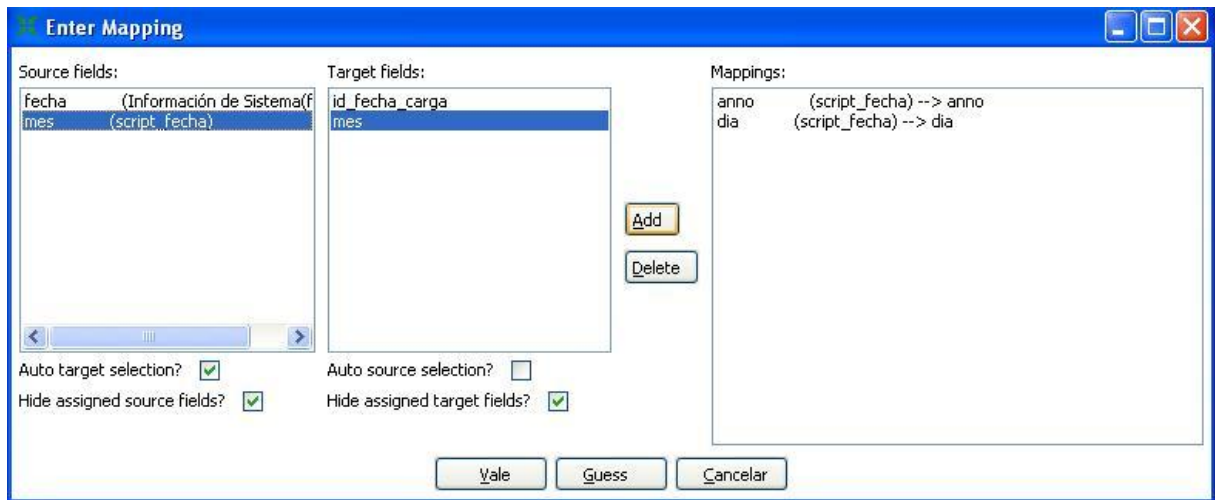 Enter Mapping
Source fields:
fecha (Información de Sistema(f
mes (script_fecha)
Auto target selection?
Hide assigned source fields?
Target fields:
id_fecha_carga
mes
Auto source selection?
Hide assigned target fields?
Add
Delete
Mappings:
anno (script_fecha) --> anno
dia (script_fecha) --> dia
Vale
Guess
Cancelar